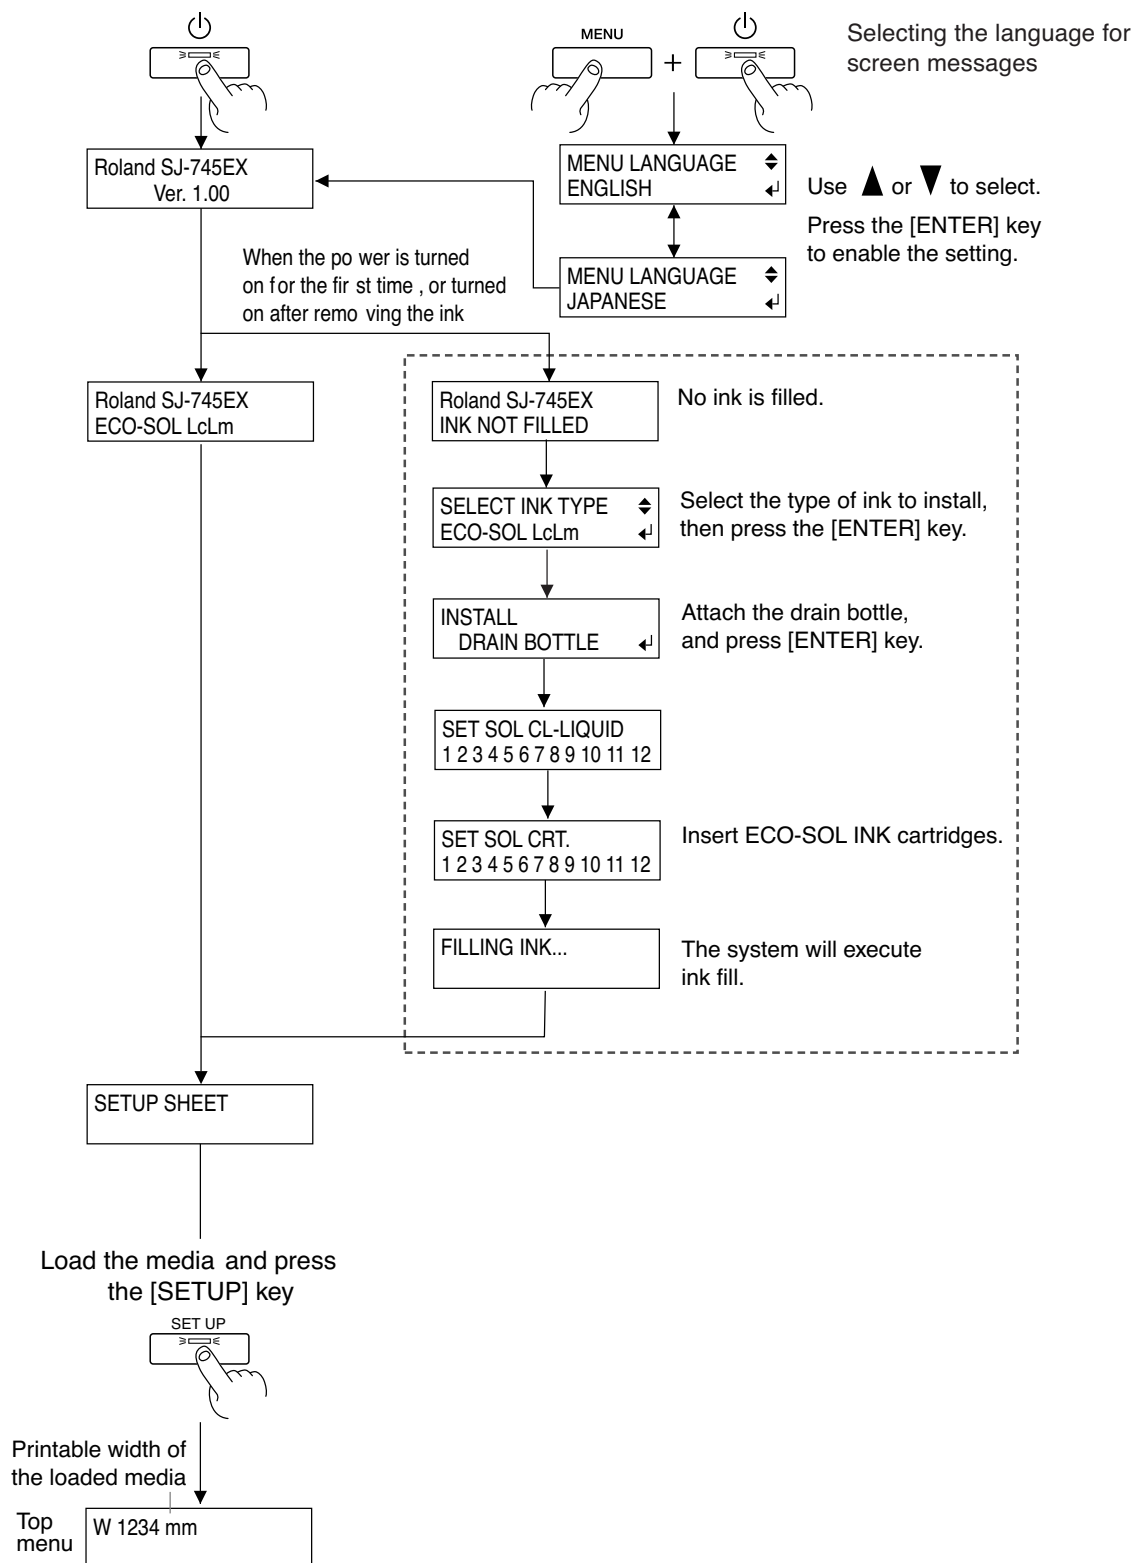 MENU
Selecting the language for
screen messages
Roland SJ-745EX
Ver. 1.00
MENU LANGUAGE
ENGLISH
Use ▲ or ▼ to select.
Press the [ENTER] key
to enable the setting.
MENU LANGUAGE
JAPANESE
When the po wer is turned
on for the fir st time , or turned
on after remo ving the ink
Roland SJ-745EX
ECO-SOL LcLm
Roland SJ-745EX
INK NOT FILLED
No ink is filled.
SELECT INK TYPE
ECO-SOL LcLm
Select the type of ink to install,
then press the [ENTER] key.
INSTALL
DRAIN BOTTLE
Attach the drain bottle,
and press [ENTER] key.
SET SOL CL-LIQUID
1 2 3 4 5 6 7 8 9 10 11 12
SET SOL CRT.
1 2 3 4 5 6 7 8 9 10 11 12
Insert ECO-SOL INK cartridges.
FILLING INK...
The system will execute
ink fill.
SETUP SHEET
Load the media and press
the [SETUP] key
SET UP
Printable width of
the loaded media
Top
menu
W 1234 mm